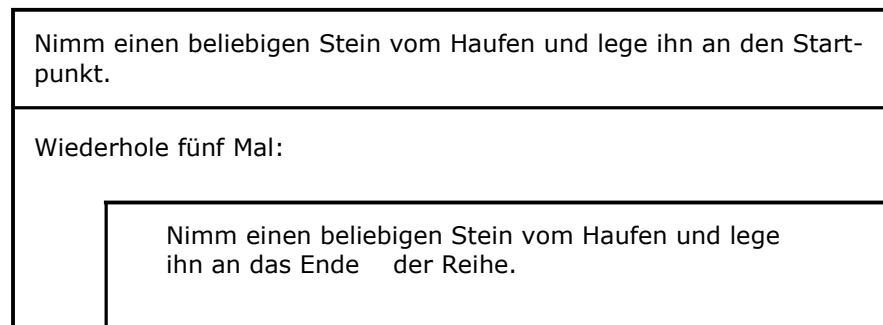 Nimm einen beliebigen Stein vom Haufen und lege ihn an den Start-
punkt.
Wiederhole fünf Mal:
Nimm einen beliebigen Stein vom Haufen und lege
ihn an das Ende der Reihe.